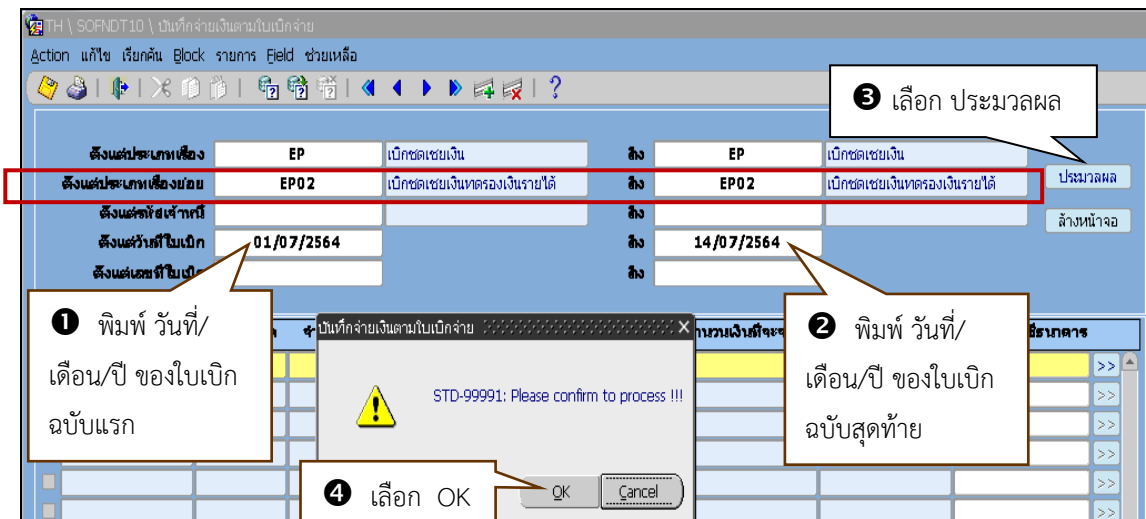 TH \ SOFNDT10 \ บันทึกจ่ายเงินตามใบเบิกจ่าย
Action แก้ไข เรียกค้น Block รายการ Field ช่วยเหลือ
❸ เลือก ประมวลผล
ตั้งแต่ประเภทเรื่อง EP เบิกชดเชยเงิน ถึง EP เบิกชดเชยเงิน
ตั้งแต่ประเภทเรื่องย่อย EP02 เบิกชดเชยเงินทดรองเงินรายได้ ถึง EP02 เบิกชดเชยเงินทดรองเงินรายได้ ประมวลผล
ตั้งแต่รหัสเจ้าหนี้ ถึง ล้างหน้าจอ
ตั้งแต่วันที่ใบเบิก 01/07/2564 ถึง 14/07/2564
ตั้งแต่เลขที่ใบเบิก ถึง
❶ พิมพ์ วันที่/
เดือน/ปี ของใบเบิก
ฉบับแรก
บันทึกจ่ายเงินตามใบเบิกจ่าย X
STD-99991: Please confirm to process !!!
OK Cancel
❷ พิมพ์ วันที่/
เดือน/ปี ของใบเบิก
ฉบับสุดท้าย
>>
>>
>>
>>
>>
>>
❹ เลือก OK